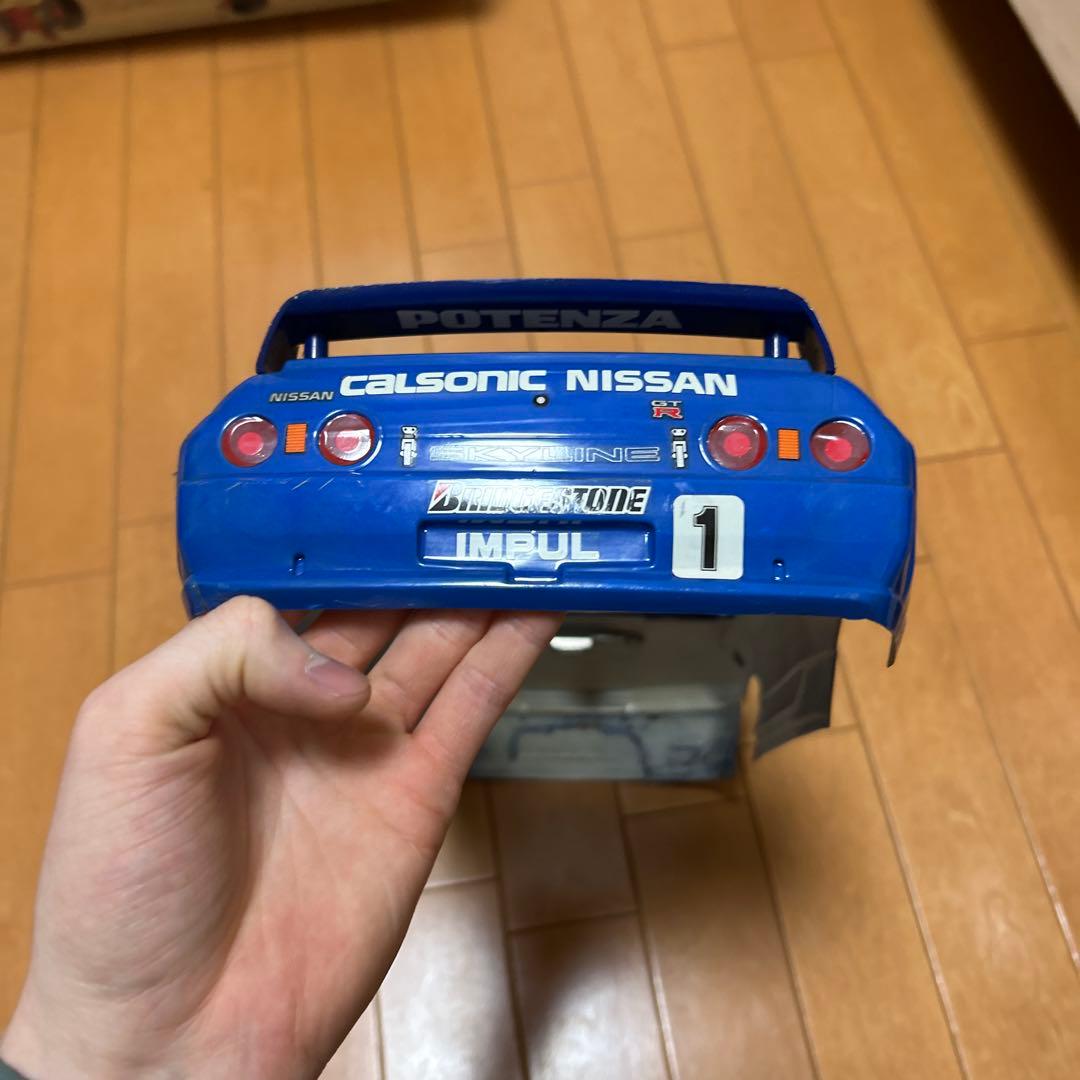 POTENZA
NISSAN
calsonic NISSAN
GT
R
SKYLINE
BRIDGESTONE
IMPUL
1